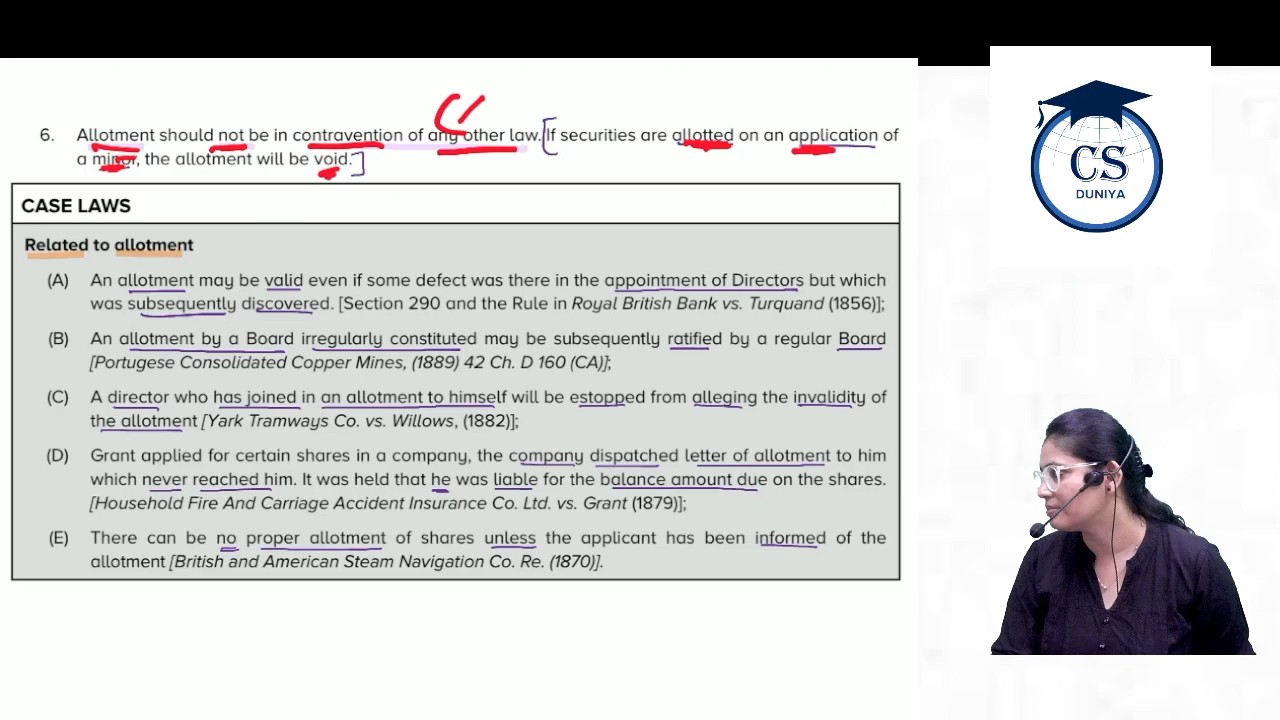 6. Allotment should not be in contravention of any other law. If securities are allotted on an application of
a minor, the allotment will be void.
CASE LAWS
Related to allotment
(A) An allotment may be valid even if some defect was there in the appointment of Directors but which
was subsequently discovered. [Section 290 and the Rule in Royal British Bank vs. Turquand (1856)];
(B) An allotment by a Board irregularly constituted may be subsequently ratified by a regular Board
[Portugese Consolidated Copper Mines, (1889) 42 Ch. D 160 (CA)];
(C) A director who has joined in an allotment to himself will be estopped from alleging the invalidity of
the allotment [Yark Tramways Co. vs. Willows, (1882)];
(D) Grant applied for certain shares in a company, the company dispatched letter of allotment to him
which never reached him. It was held that he was liable for the balance amount due on the shares.
[Household Fire And Carriage Accident Insurance Co. Ltd. vs. Grant (1879)];
(E) There can be no proper allotment of shares unless the applicant has been informed of the
allotment [British and American Steam Navigation Co. Re. (1870)].
CS
DUNIYA